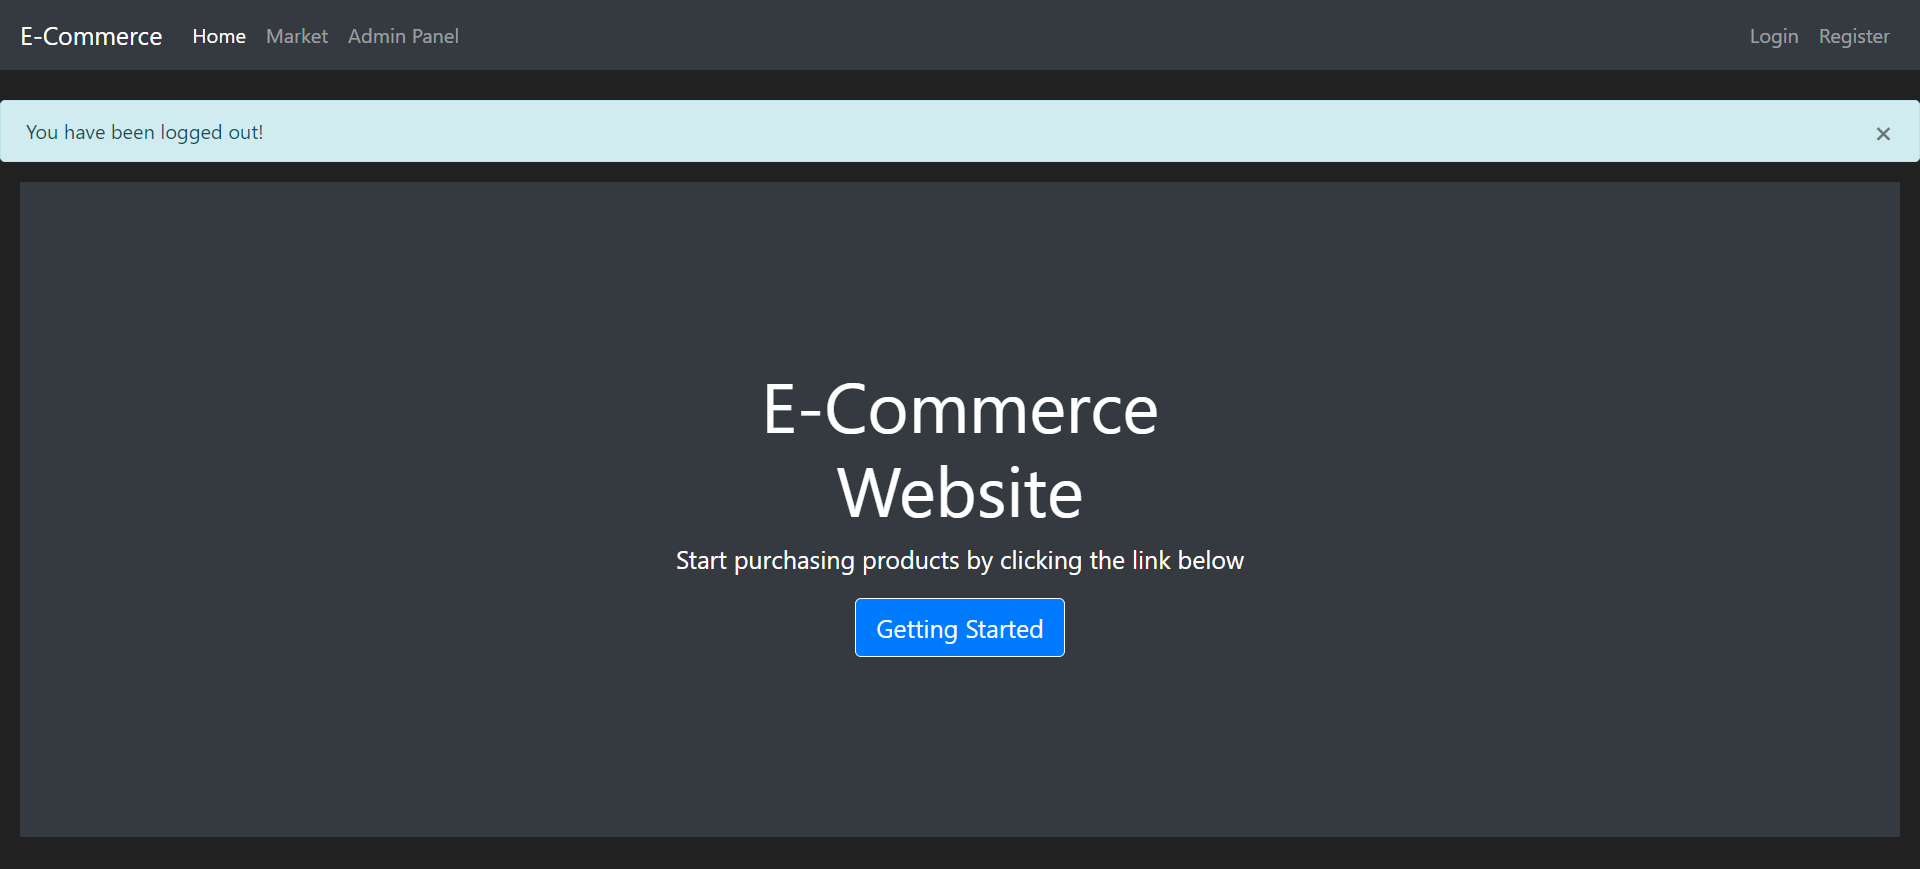 E-Commerce Home Market Admin Panel Login Register
You have been logged out! ×
E-Commerce
Website
Start purchasing products by clicking the link below
Getting Started